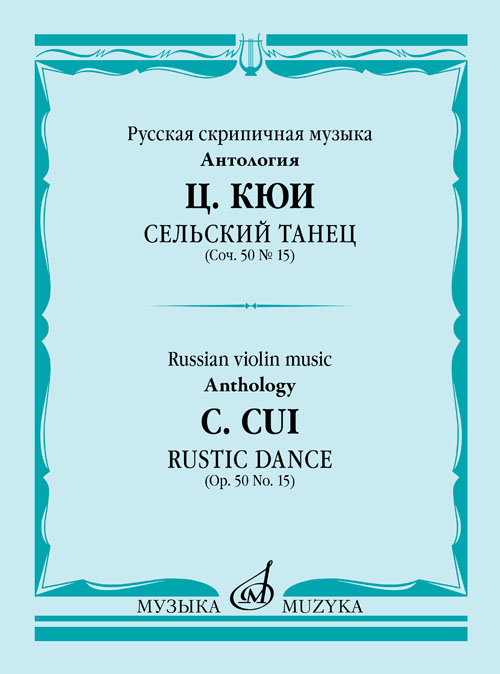 Русская скрипичная музыка
Антология
Ц. КЮИ
СЕЛЬСКИЙ ТАНЕЦ
(Соч. 50 № 15)
Russian violin music
Anthology
C. CUI
RUSTIC DANCE
(Op. 50 No. 15)
МУЗЫКА М MUZYKA